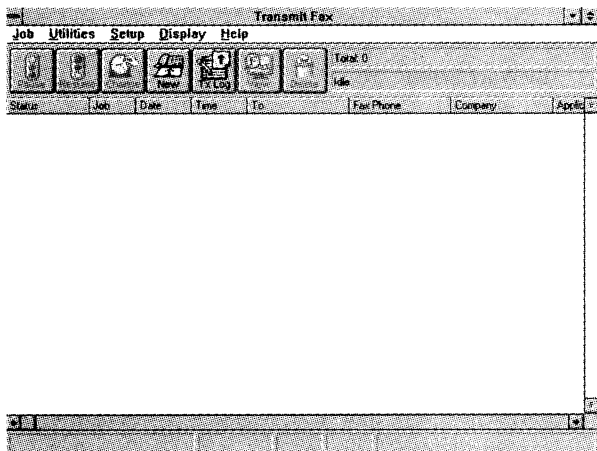 Transmit Fax
Job Utilities Setup Display Help
Total: 0
New TX Log
Idle
Status Job Date Time To Fax Phone Company Applic